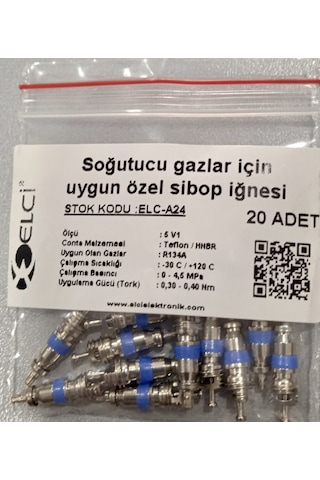 ELCI
Soğutucu gazlar için
uygun özel sibop iğnesi
STOK KODU :ELC-A24
20 ADET
Ölçü : 5 V1
Conta Malzemesi : Teflon / HNBR
Uygun Olan Gazlar : R134A
Çalışma Sıcaklığı : -30 C / +120 C
Çalışma Basıncı : 0 - 4,5 MPa
Uygulama Gücü (Tork) : 0,30 - 0,40 Nm
www.elcielektronik.com